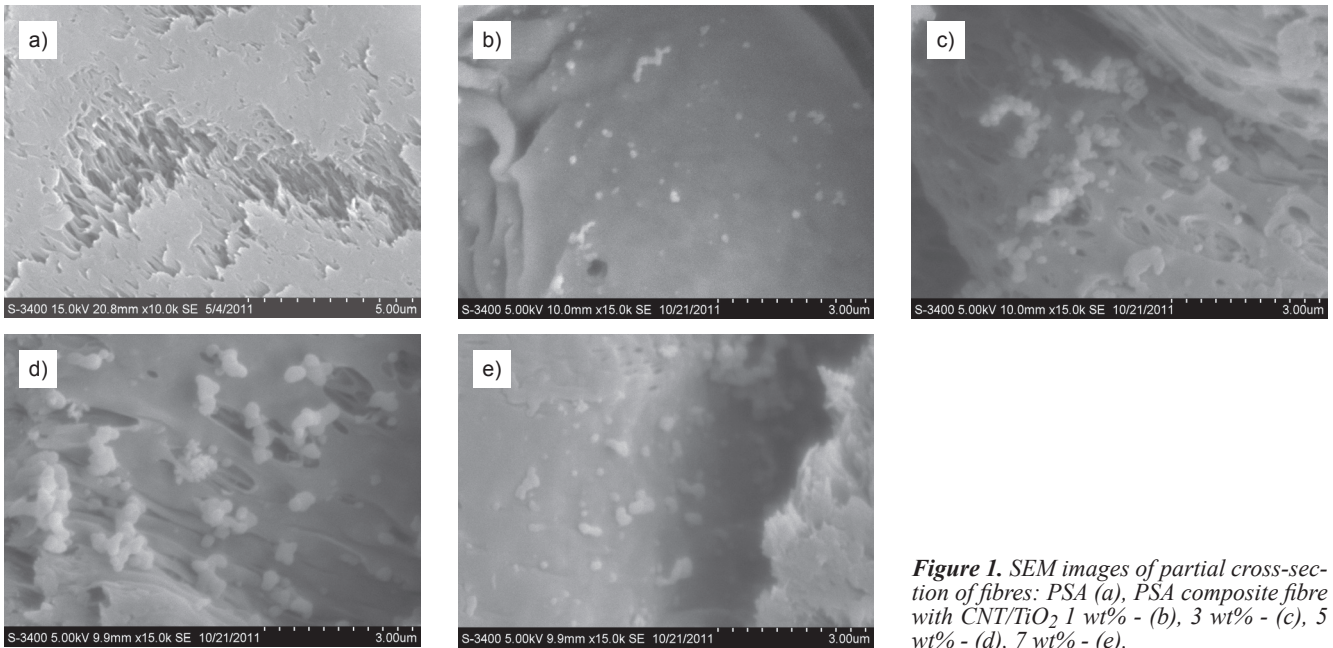 a)
S-3400 15.0kV 20.8mm x10.0k SE 5/4/2011 5.00um
b)
S-3400 5.00kV 10.0mm x15.0k SE 10/21/2011 3.00um
c)
S-3400 5.00kV 10.0mm x15.0k SE 10/21/2011 3.00um
d)
S-3400 5.00kV 9.9mm x15.0k SE 10/21/2011 3.00um
e)
S-3400 5.00kV 9.9mm x15.0k SE 10/21/2011 3.00um
Figure 1. SEM images of partial cross-sec-
tion of fibres: PSA (a), PSA composite fibre
with CNT/TiO2 1 wt% - (b), 3 wt% - (c), 5
wt% - (d), 7 wt% - (e).